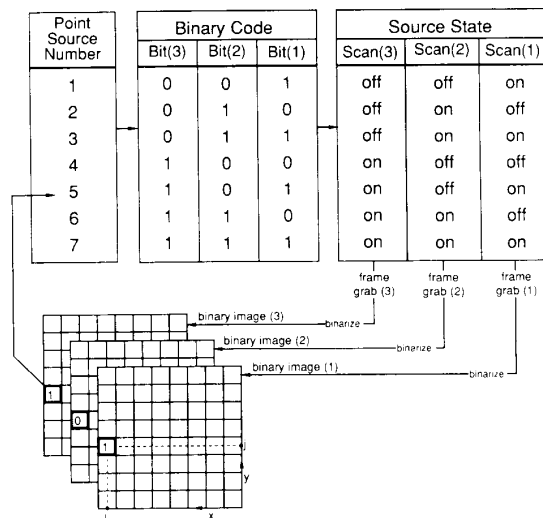 Point Source Number
Binary Code
Source State
Bit(3) Bit(2) Bit(1)
Scan(3) Scan(2) Scan(1)
1 0 0 1 off off on
2 0 1 0 off on on
3 0 1 1 off on on
4 1 0 0 on off off
5 1 0 1 on off on
6 1 1 0 on on off
7 1 1 1 on on on
frame grab (3)
frame grab (2)
frame grab (1)
binary image (3)
binarize
binary image (2)
binarize
binary image (1)
binarize
1
0
1
j
y
x